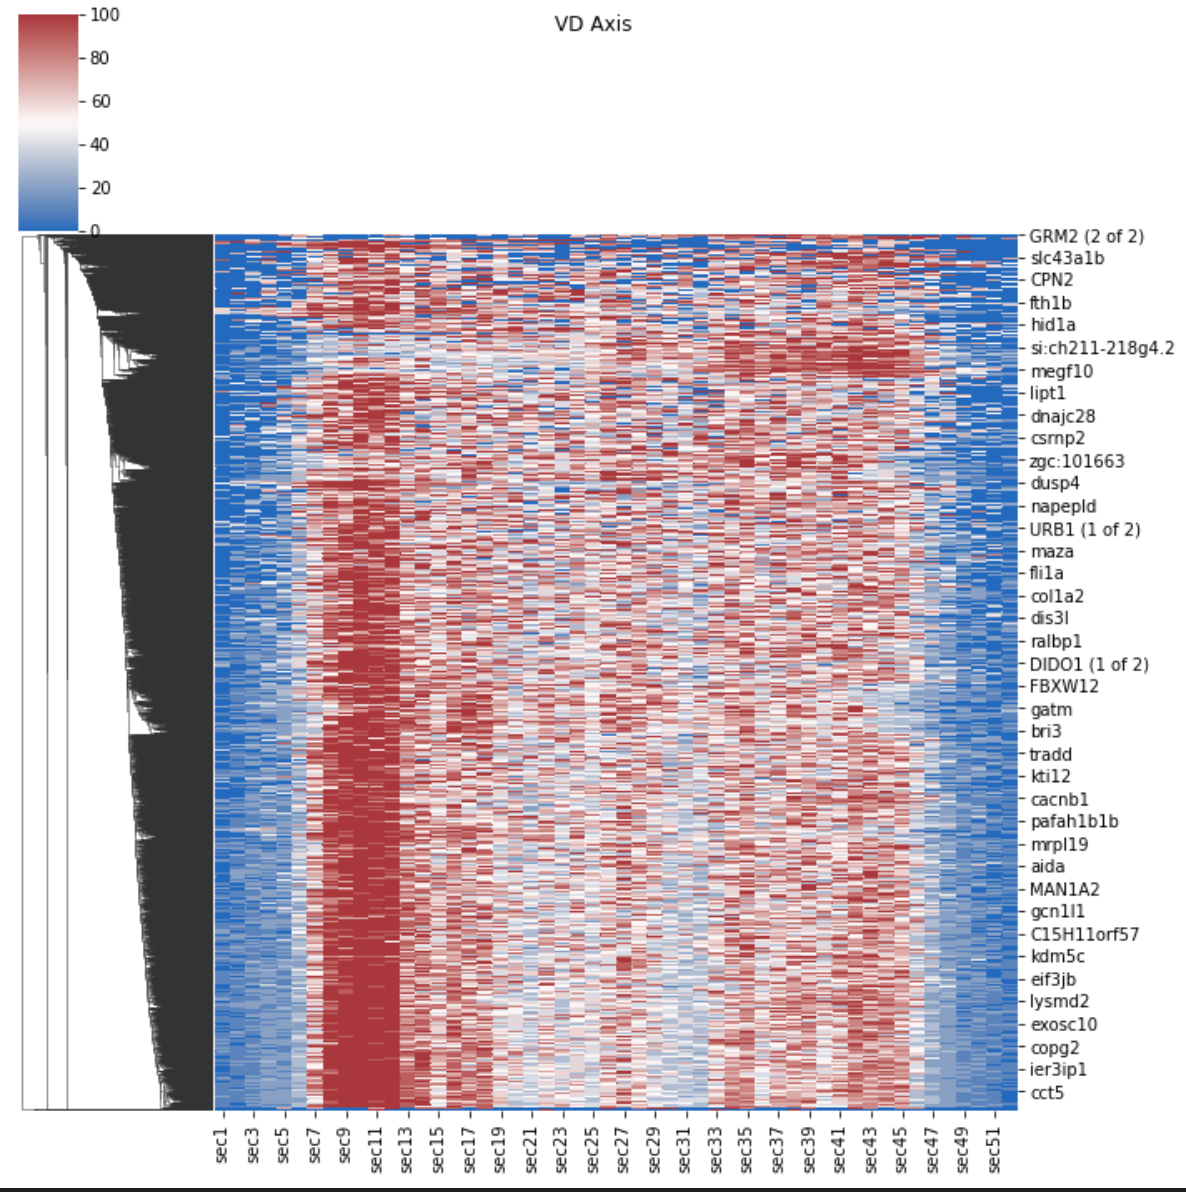 VD Axis
100
80
60
40
20
0
GRM2 (2 of 2)
slc43a1b
CPN2
fth1b
hid1a
si:ch211-218g4.2
megf10
lipt1
dnajc28
csrnp2
zgc:101663
dusp4
napepld
URB1 (1 of 2)
maza
fli1a
col1a2
dis3l
ralbp1
DIDO1 (1 of 2)
FBXW12
gatm
bri3
tradd
kti12
cacnb1
pafah1b1b
mrpl19
aida
MAN1A2
gcn1l1
C15H11orf57
kdm5c
eif3jb
lysmd2
exosc10
copg2
ier3ip1
cct5
sec1
sec3
sec5
sec7
sec9
sec11
sec13
sec15
sec17
sec19
sec21
sec23
sec25
sec27
sec29
sec31
sec33
sec35
sec37
sec39
sec41
sec43
sec45
sec47
sec49
sec51